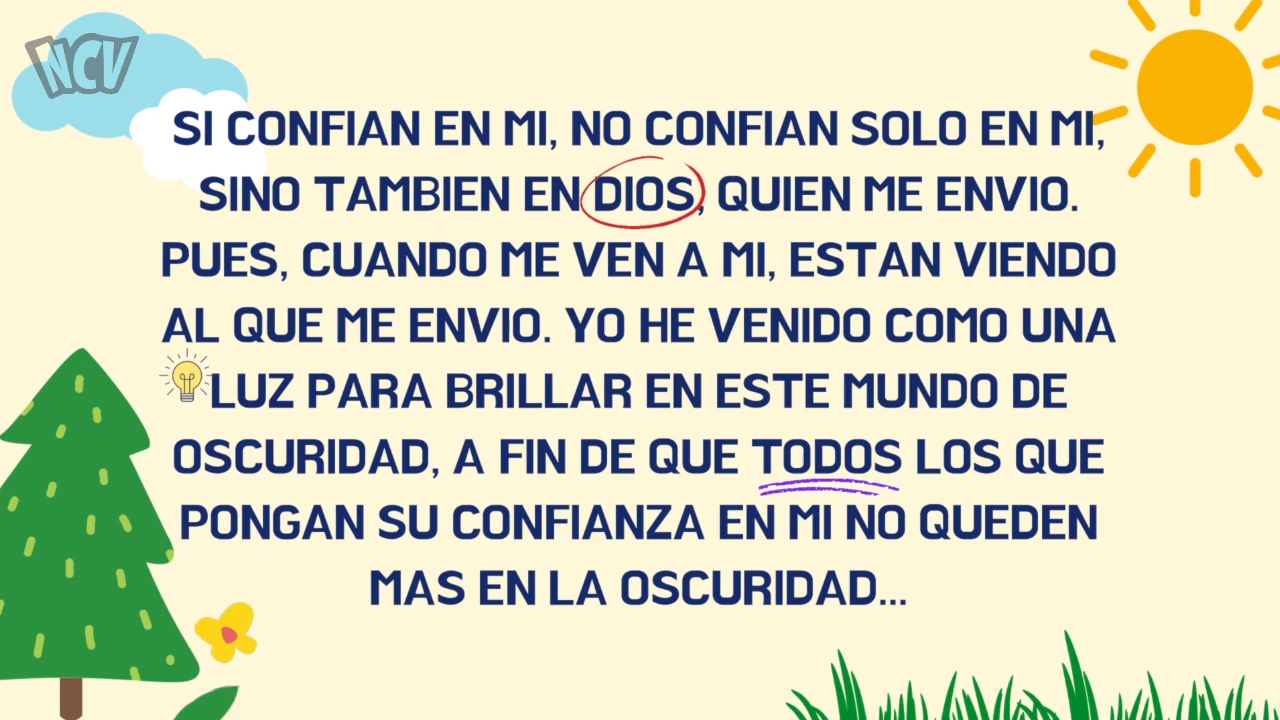 NCV
SI CONFIAN EN MI, NO CONFIAN SOLO EN MI,
SINO TAMBIEN EN DIOS, QUIEN ME ENVIO.
PUES, CUANDO ME VEN A MI, ESTAN VIENDO
AL QUE ME ENVIO. YO HE VENIDO COMO UNA
LUZ PARA BRILLAR EN ESTE MUNDO DE
OSCURIDAD, A FIN DE QUE TODOS LOS QUE
PONGAN SU CONFIANZA EN MI NO QUEDEN
MAS EN LA OSCURIDAD...